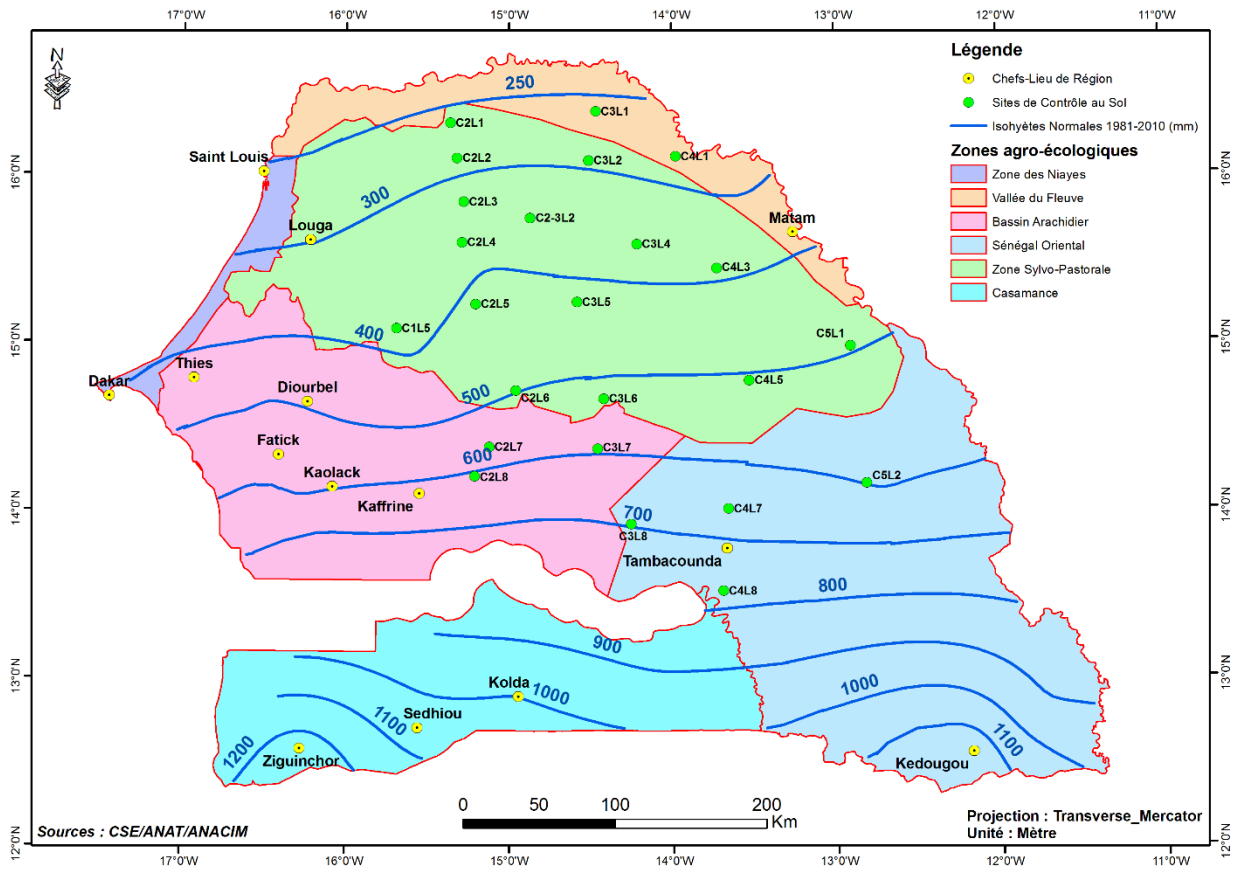 17°0'W 16°0'W 15°0'W 14°0'W 13°0'W 12°0'W 11°0'W
N
Légende
Chefs-Lieu de Région
Sites de Contrôle au Sol
Isohyètes Normales 1981-2010 (mm)
Zones agro-écologiques
Zone des Niayes
Vallée du Fleuve
Bassin Arachidier
Sénégal Oriental
Zone Sylvo-Pastorale
Casamance
250
C3L1
C2L1
Saint Louis
C2L2
C3L2
C4L1
16°0'N
16°0'N
300
C2L3
C2-3L2
Louga
Matam
C2L4
C3L4
C4L3
C2L5
C3L5
C1L5
400
C5L1
15°0'N
15°0'N
Thies
Dakar
Diourbel
500
C2L6
C3L6
C4L5
Fatick
C2L7
C3L7
600
Kaolack
C2L8
C5L2
Kaffrine
14°0'N
14°0'N
700
C4L7
C3L8
Tambacounda
C4L8
800
900
13°0'N
13°0'N
Kolda
1000
1000
Sedhiou
1100
1100
1200
Ziguinchor
Kedougou
0 50 100 200
Km
Sources : CSE/ANAT/ANACIM
Projection : Transverse_Mercator
Unité : Mètre
12°0'N
12°0'N
17°0'W 16°0'W 15°0'W 14°0'W 13°0'W 12°0'W 11°0'W